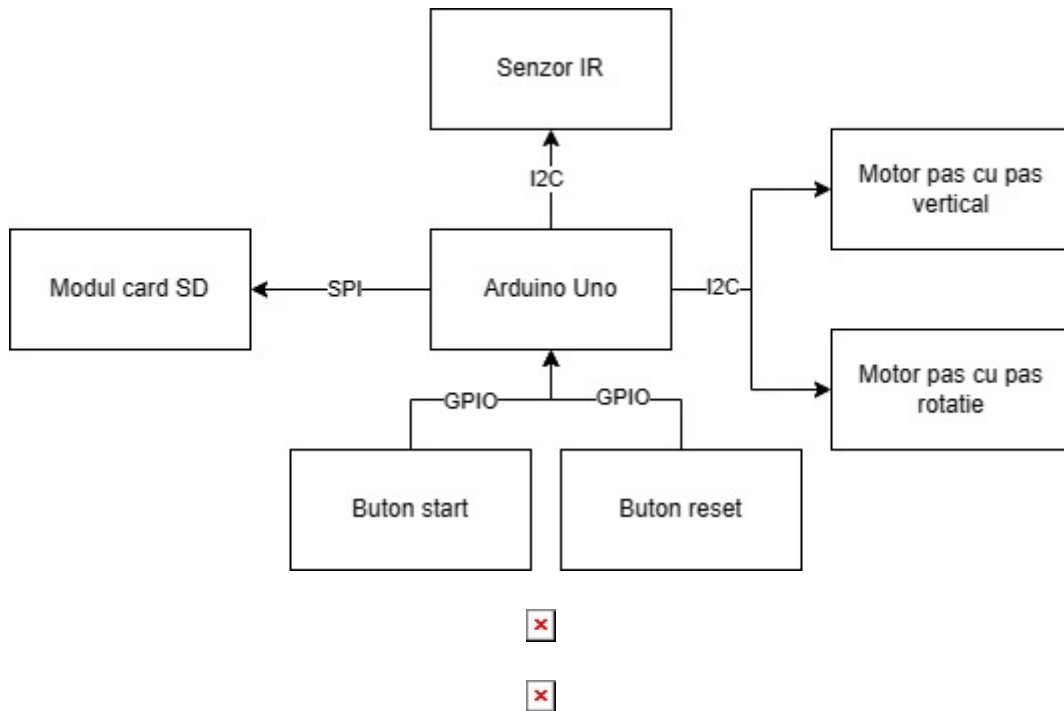 Senzor IR
I2C
Motor pas cu pas
vertical
Modul card SD
SPI
Arduino Uno
I2C
Motor pas cu pas
rotatie
GPIO
GPIO
Buton start
Buton reset